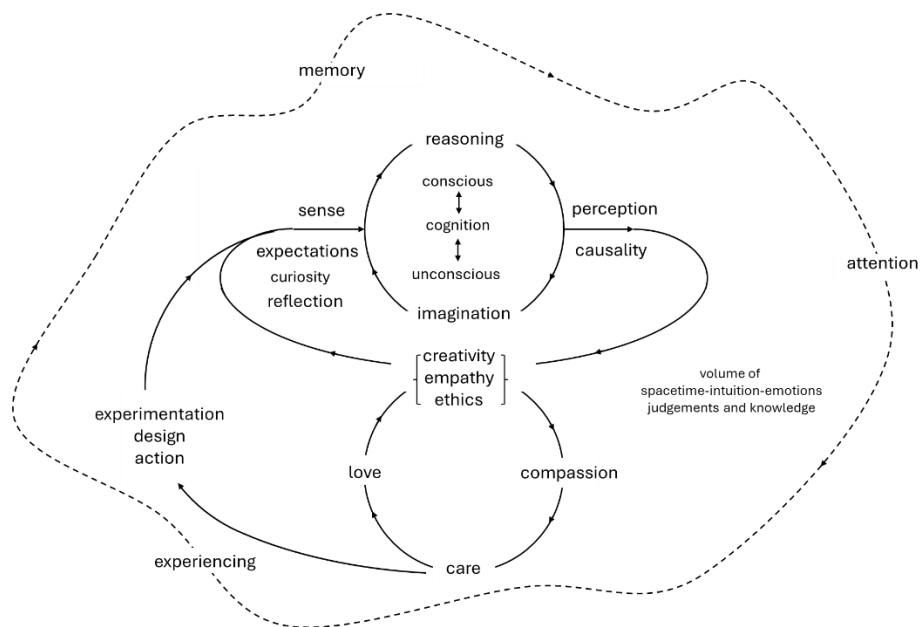 memory
reasoning
conscious
sense
perception
cognition
expectations
causality
curiosity
unconscious
attention
reflection
imagination
creativity
empathy
ethics
volume of
spacetime-intuition-emotions
judgements and knowledge
experimentation
design
action
love
compassion
experiencing
care